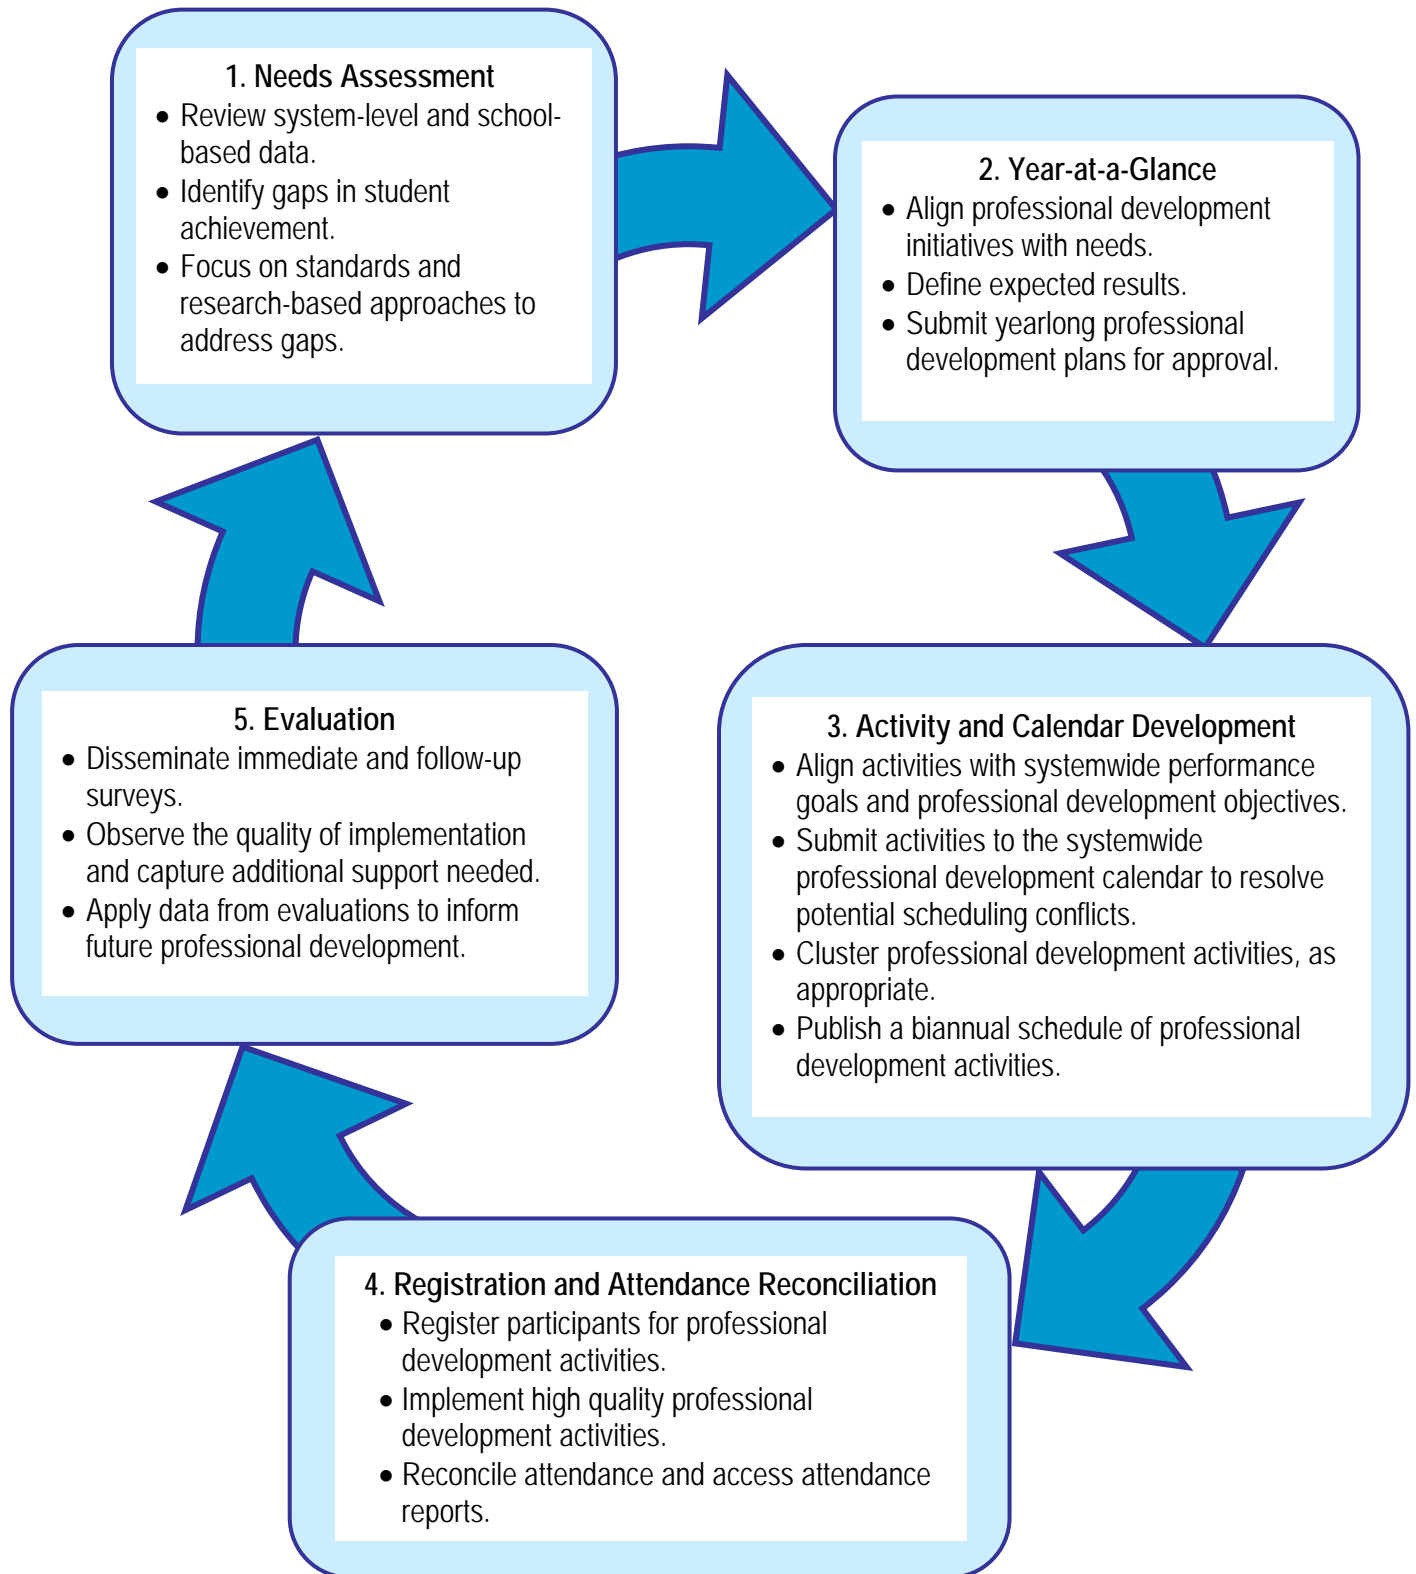 1. Needs Assessment
• Review system-level and school-
based data.
• Identify gaps in student
achievement.
• Focus on standards and
research-based approaches to
address gaps.
2. Year-at-a-Glance
• Align professional development
initiatives with needs.
• Define expected results.
• Submit yearlong professional
development plans for approval.
3. Activity and Calendar Development
• Align activities with systemwide performance
goals and professional development objectives.
• Submit activities to the systemwide
professional development calendar to resolve
potential scheduling conflicts.
• Cluster professional development activities, as
appropriate.
• Publish a biannual schedule of professional
development activities.
4. Registration and Attendance Reconciliation
• Register participants for professional
development activities.
• Implement high quality professional
development activities.
• Reconcile attendance and access attendance
reports.
5. Evaluation
• Disseminate immediate and follow-up
surveys.
• Observe the quality of implementation
and capture additional support needed.
• Apply data from evaluations to inform
future professional development.